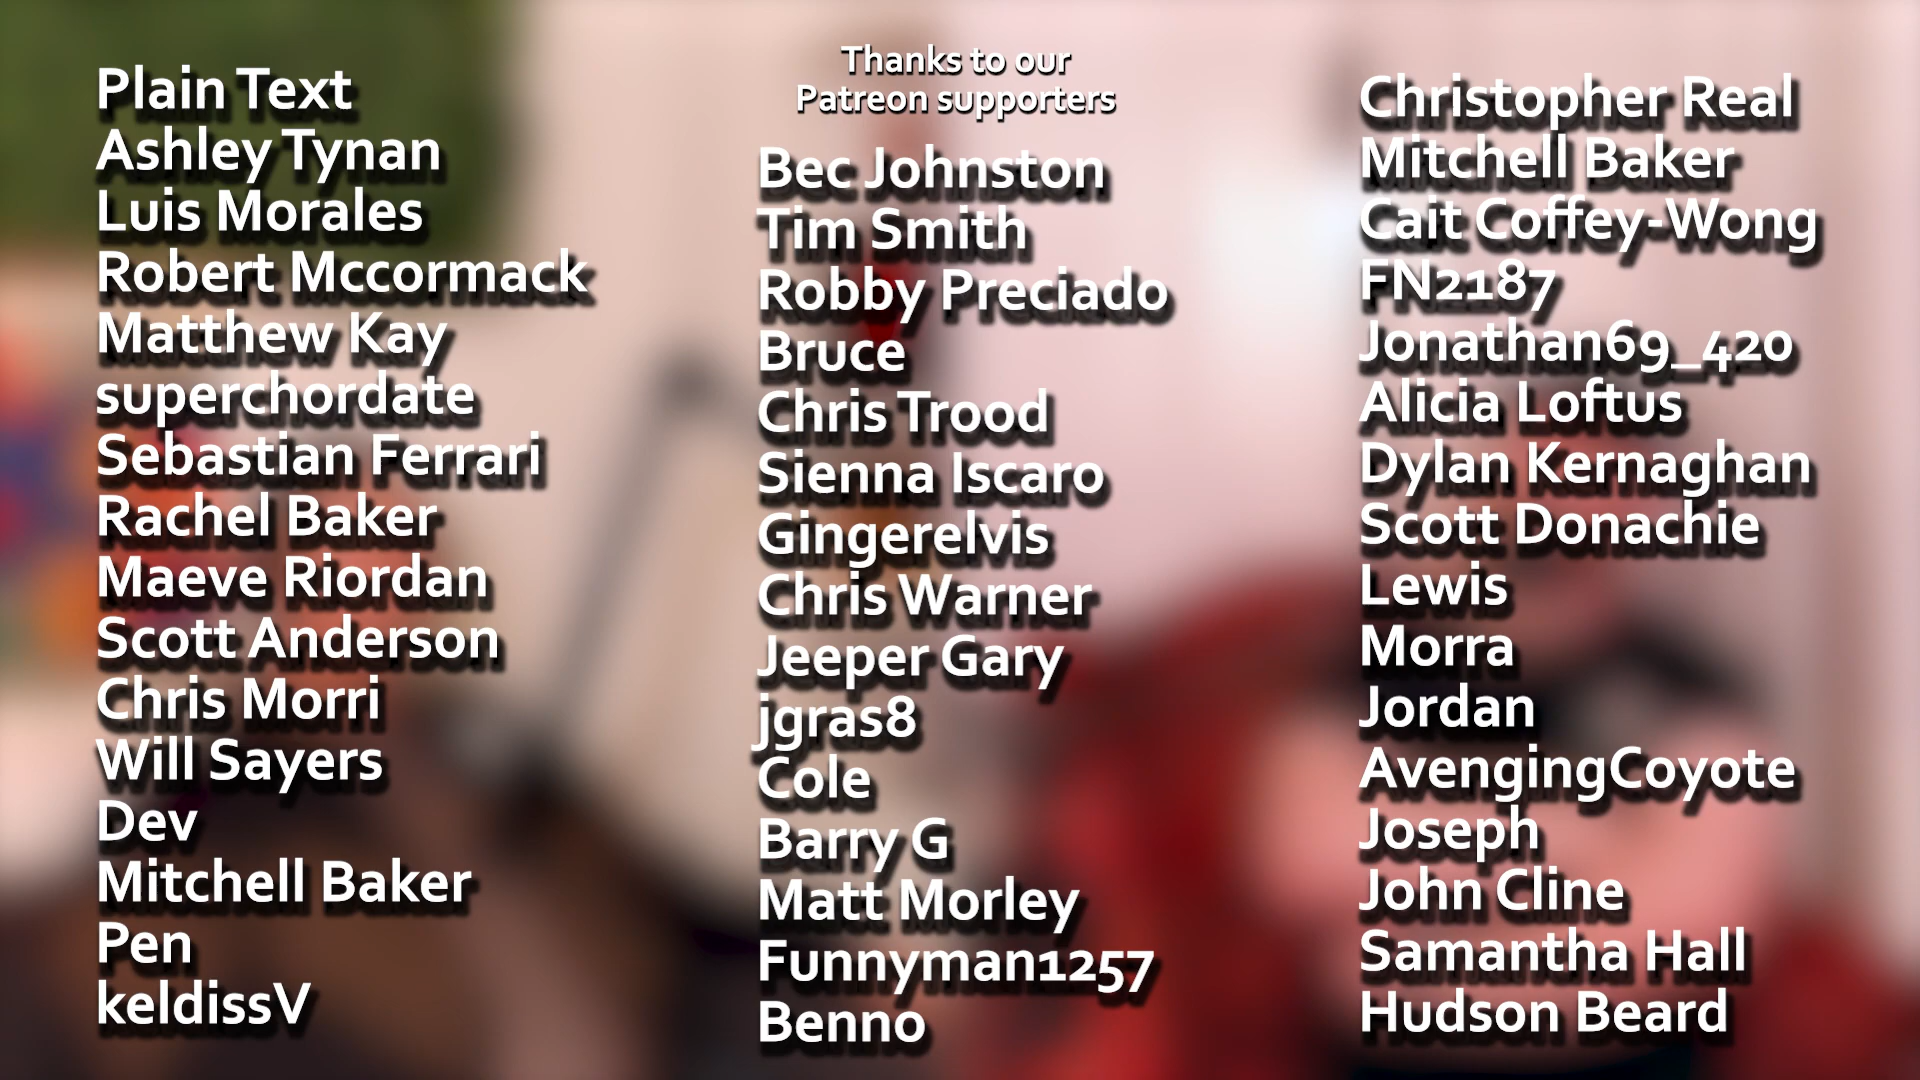 Thanks to our
Patreon supporters
Plain Text
Ashley Tynan
Luis Morales
Robert Mccormack
Matthew Kay
superchordate
Sebastian Ferrari
Rachel Baker
Maeve Riordan
Scott Anderson
Chris Morri
Will Sayers
Dev
Mitchell Baker
Pen
keldissV
Bec Johnston
Tim Smith
Robby Preciado
Bruce
Chris Trood
Sienna Iscaro
Gingerelvis
Chris Warner
Jeeper Gary
jgras8
Cole
Barry G
Matt Morley
Funnyman1257
Benno
Christopher Real
Mitchell Baker
Cait Coffey-Wong
FN2187
Jonathan69_420
Alicia Loftus
Dylan Kernaghan
Scott Donachie
Lewis
Morra
Jordan
AvengingCoyote
Joseph
John Cline
Samantha Hall
Hudson Beard